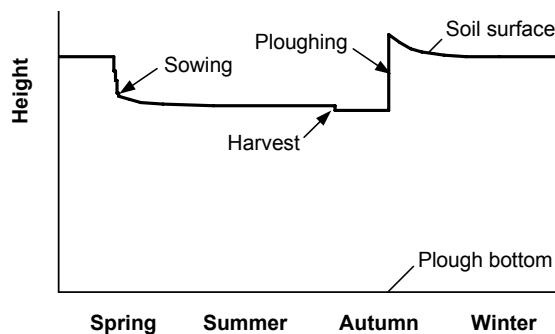 Soil surface
Ploughing
Sowing
Height
Harvest
Plough bottom
Spring Summer Autumn Winter